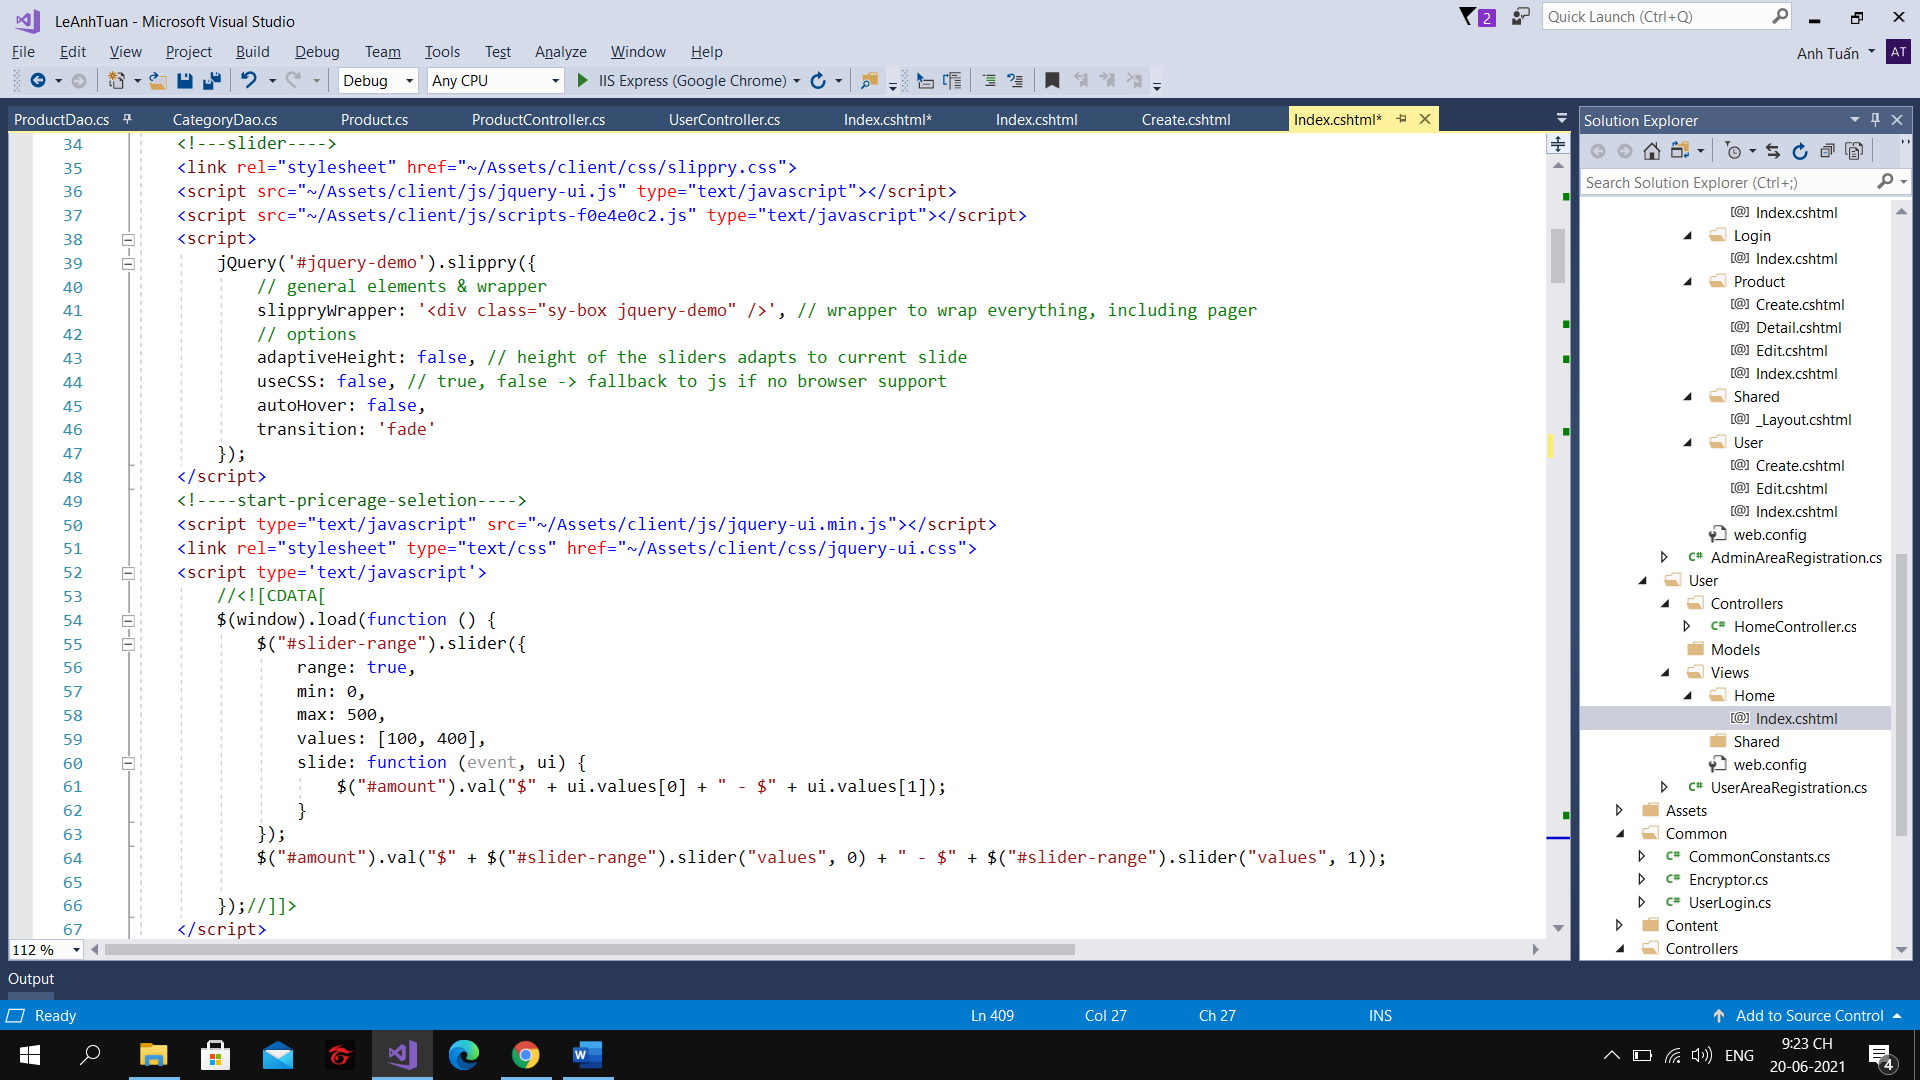 LeAnhTuan - Microsoft Visual Studio
2
Quick Launch (Ctrl+Q)
File Edit View Project Build Debug Team Tools Test Analyze Window Help
Anh Tuấn AT
Debug Any CPU IIS Express (Google Chrome)
ProductDao.cs CategoryDao.cs Product.cs ProductController.cs UserController.cs Index.cshtml* Index.cshtml Create.cshtml Index.cshtml*
34 <!---slider---->
35 <link rel="stylesheet" href="~/Assets/client/css/slippry.css">
36 <script src="~/Assets/client/js/jquery-ui.js" type="text/javascript"></script>
37 <script src="~/Assets/client/js/scripts-f0e4e0c2.js" type="text/javascript"></script>
38 <script>
39 jQuery('#jquery-demo').slippry({
40 // general elements & wrapper
41 slippryWrapper: '<div class="sy-box jquery-demo" />', // wrapper to wrap everything, including pager
42 // options
43 adaptiveHeight: false, // height of the sliders adapts to current slide
44 useCSS: false, // true, false -> fallback to js if no browser support
45 autoHover: false,
46 transition: 'fade'
47 });
48 </script>
49 <!----start-pricerage-seletion---->
50 <script type="text/javascript" src="~/Assets/client/js/jquery-ui.min.js"></script>
51 <link rel="stylesheet" type="text/css" href="~/Assets/client/css/jquery-ui.css">
52 <script type='text/javascript'>
53 //<![CDATA[
54 $(window).load(function () {
55 $("#slider-range").slider({
56 range: true,
57 min: 0,
58 max: 500,
59 values: [100, 400],
60 slide: function (event, ui) {
61 $("#amount").val("$" + ui.values[0] + " - $" + ui.values[1]);
62 }
63 });
64 $("#amount").val("$" + $("#slider-range").slider("values", 0) + " - $" + $("#slider-range").slider("values", 1));
65
66 });//]]>
67 </script>
112 %
Solution Explorer
Search Solution Explorer (Ctrl+;)
Index.cshtml
Login
Index.cshtml
Product
Create.cshtml
Detail.cshtml
Edit.cshtml
Index.cshtml
Shared
_Layout.cshtml
User
Create.cshtml
Edit.cshtml
Index.cshtml
web.config
C# AdminAreaRegistration.cs
User
Controllers
C# HomeController.cs
Models
Views
Home
Index.cshtml
Shared
web.config
C# UserAreaRegistration.cs
Assets
Common
C# CommonConstants.cs
C# Encryptor.cs
C# UserLogin.cs
Content
Controllers
Output
Ready Ln 409 Col 27 Ch 27 INS Add to Source Control
ENG 9:23 CH
20-06-2021
4